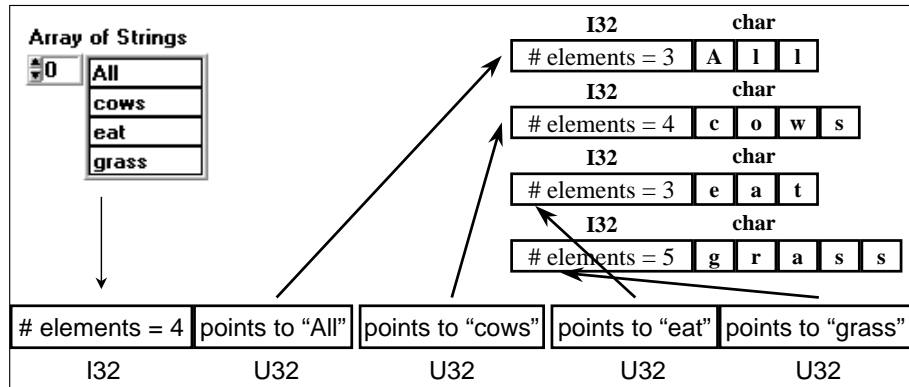 Array of Strings
0
All
cows
eat
grass
I32 char
# elements = 3 A l l
I32 char
# elements = 4 c o w s
I32 char
# elements = 3 e a t
I32 char
# elements = 5 g r a s s
# elements = 4 points to “All” points to “cows” points to “eat” points to “grass”
I32 U32 U32 U32 U32